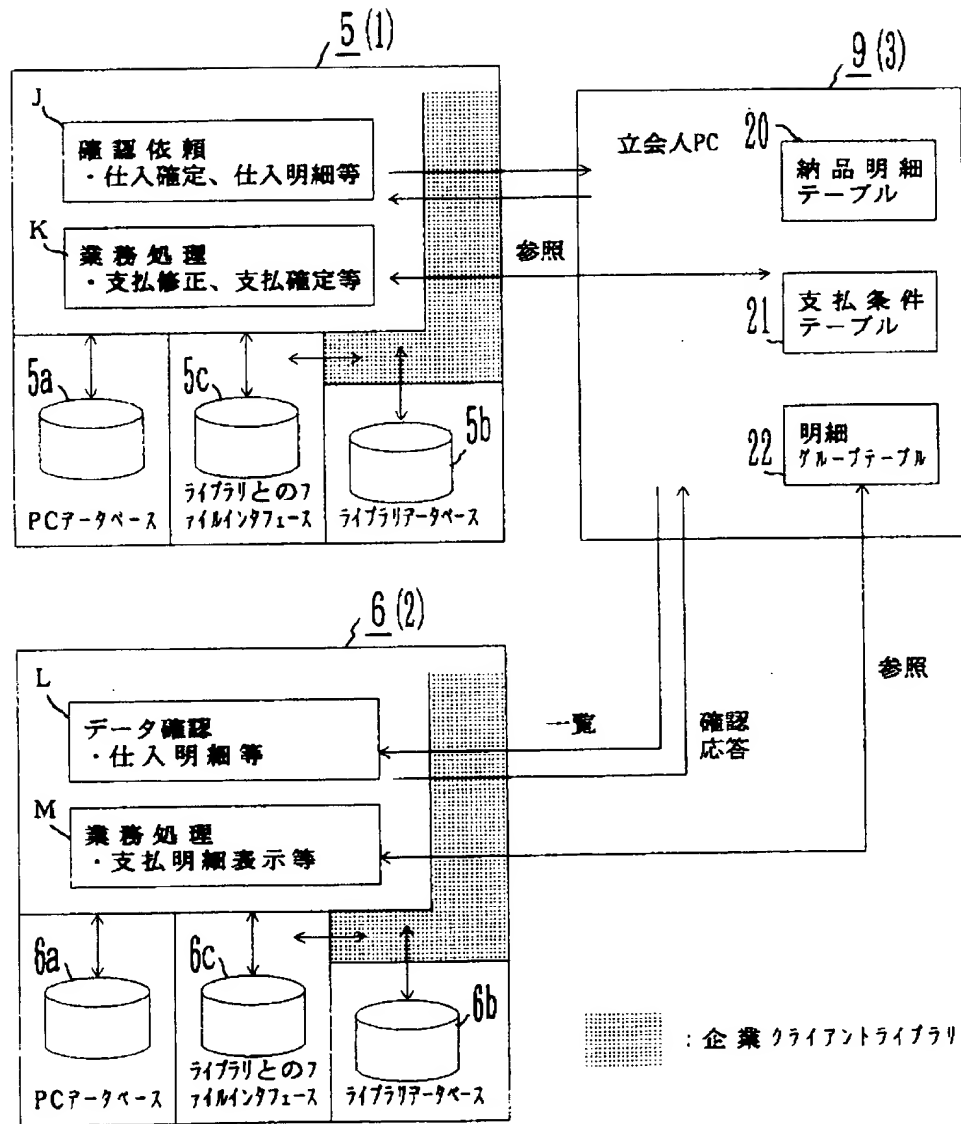 5 (1)
J
確認依頼
・仕入確定、仕入明細等
K
業務処理
・支払修正、支払確定等
5a
PCデータベース
5c
ライブラリとのフ
ァイルインタフェース
5b
ライブラリデータベース
9 (3)
立会人PC
20
納品明細
テーブル
参照
21
支払条件
テーブル
22
明細
グループテーブル
6 (2)
L
データ確認
・仕入明細等
M
業務処理
・支払明細表示等
一覧
確認
応答
参照
6a
PCデータベース
6c
ライブラリとのフ
ァイルインタフェース
6b
ライブラリデータベース
：企業クライアントライブラリ